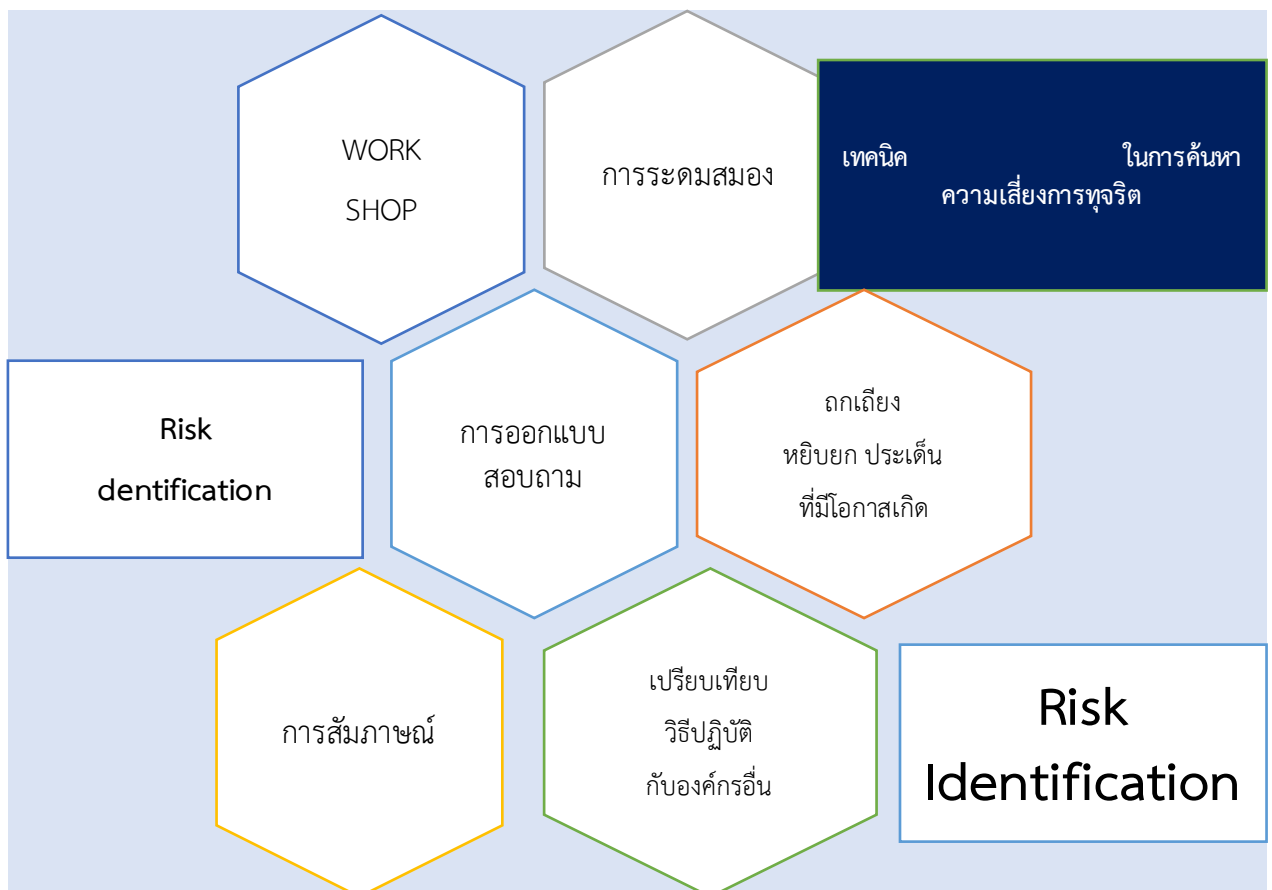 WORK
SHOP
การระดมสมอง
เทคนิค ในการค้นหา
ความเสี่ยงการทุจริต
Risk
dentification
การออกแบบ
สอบถาม
ถกเถียง
หยิบยก ประเด็น
ที่มีโอกาสเกิด
การสัมภาษณ์
เปรียบเทียบ
วิธีปฏิบัติ
กับองค์กรอื่น
Risk
Identification